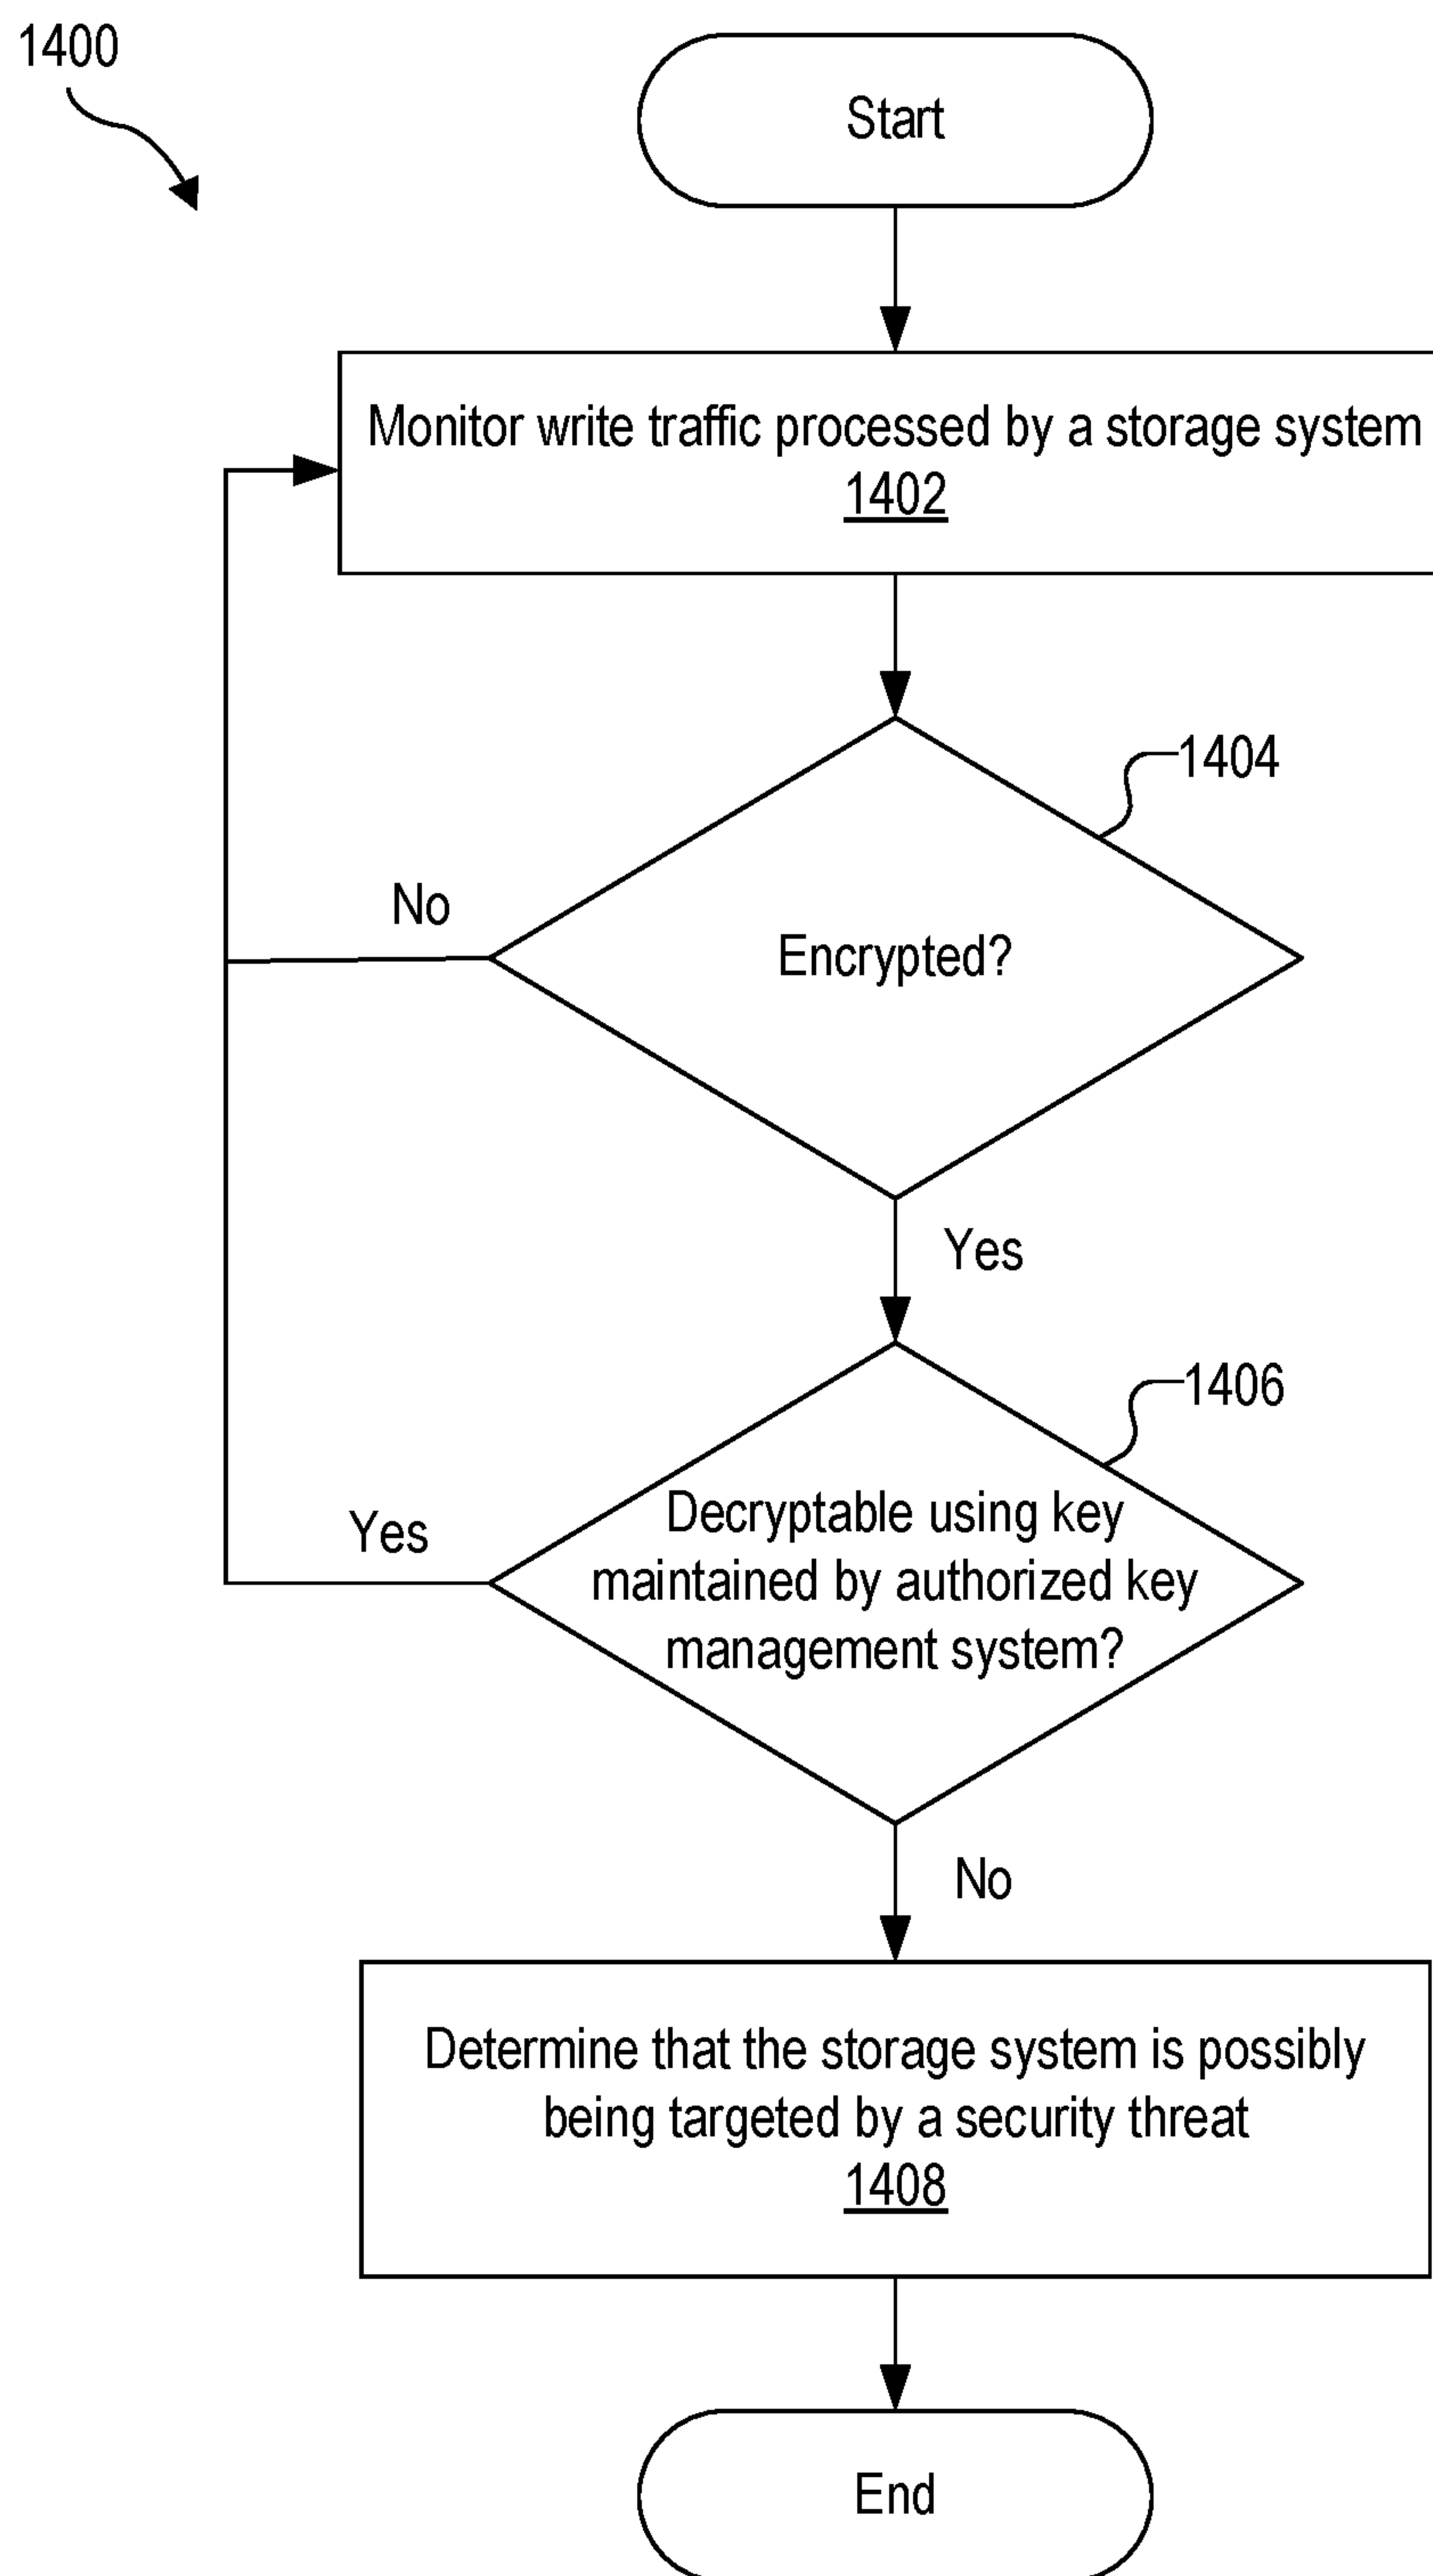 1400
Start
Monitor write traffic processed by a storage system
1402
1404
No
Encrypted?
Yes
1406
Decryptable using key
Yes
maintained by authorized key
management system?
No
Determine that the storage system is possibly
being targeted by a security threat
1408
End